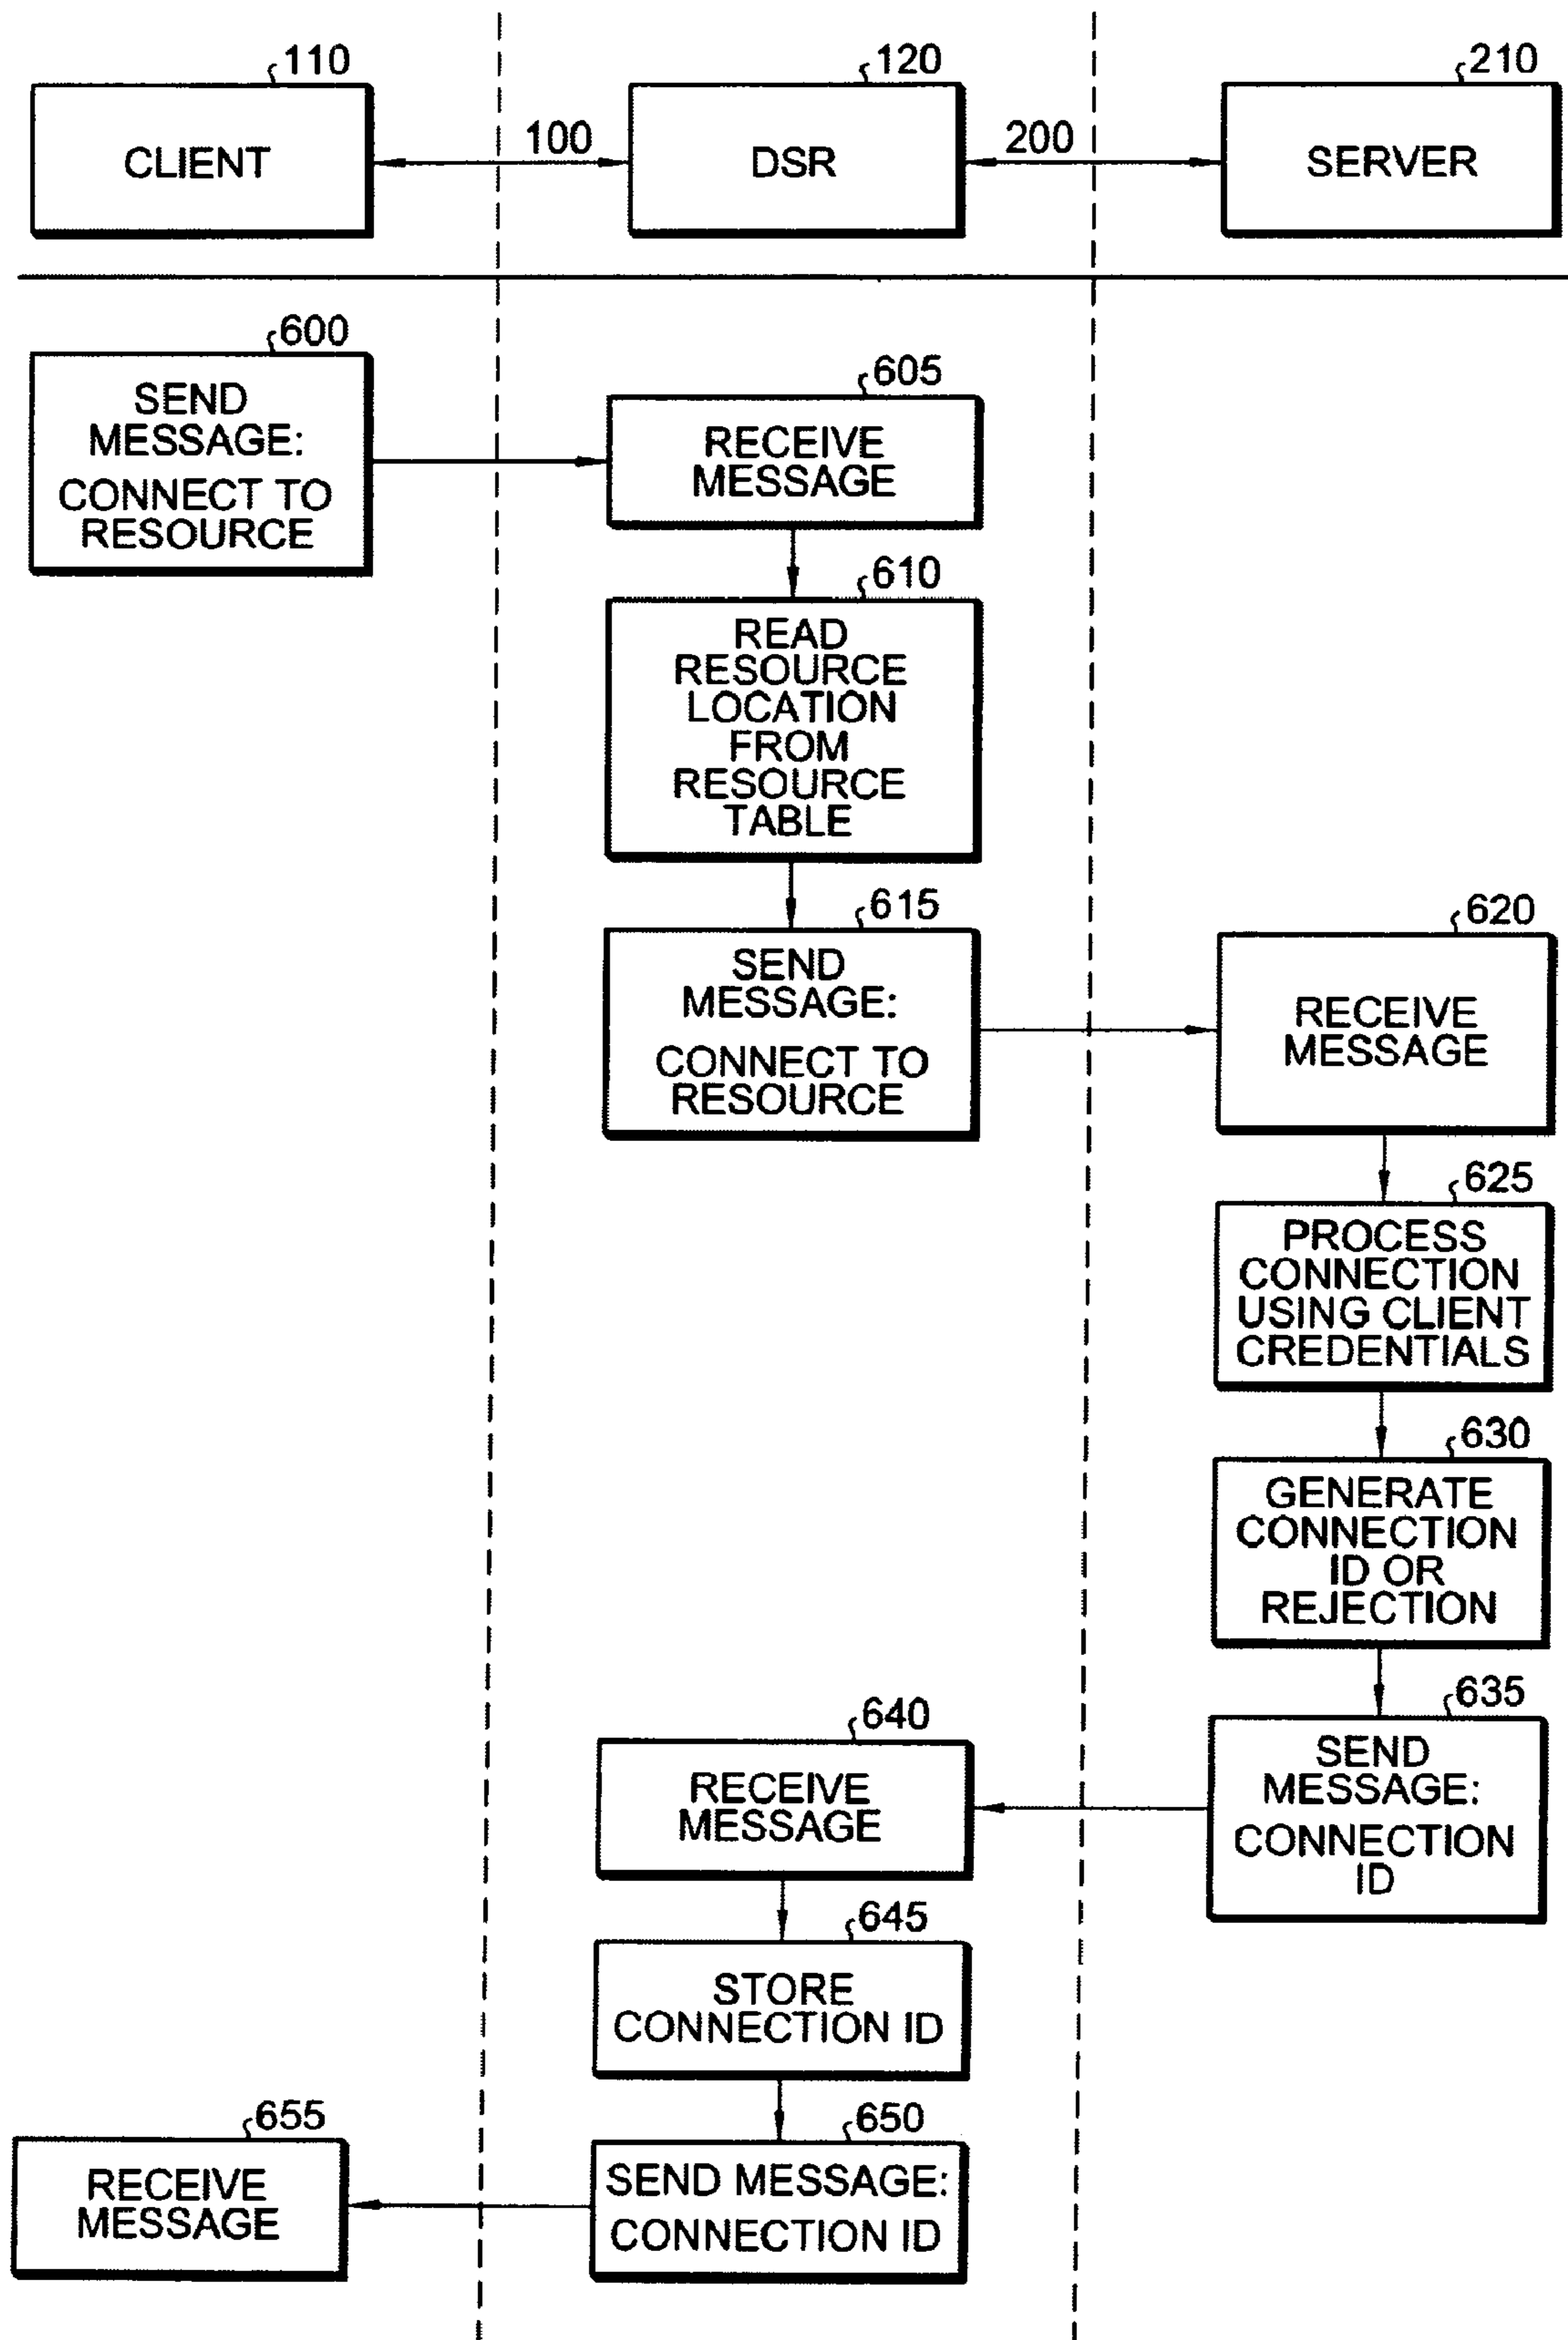 110
120
210
CLIENT
100
DSR
200
SERVER
600
SEND
MESSAGE:
CONNECT TO
RESOURCE
605
RECEIVE
MESSAGE
610
READ
RESOURCE
LOCATION
FROM
RESOURCE
TABLE
615
SEND
MESSAGE:
CONNECT TO
RESOURCE
620
RECEIVE
MESSAGE
625
PROCESS
CONNECTION
USING CLIENT
CREDENTIALS
630
GENERATE
CONNECTION
ID OR
REJECTION
635
SEND
MESSAGE:
CONNECTION
ID
640
RECEIVE
MESSAGE
645
STORE
CONNECTION ID
650
SEND MESSAGE:
CONNECTION ID
655
RECEIVE
MESSAGE